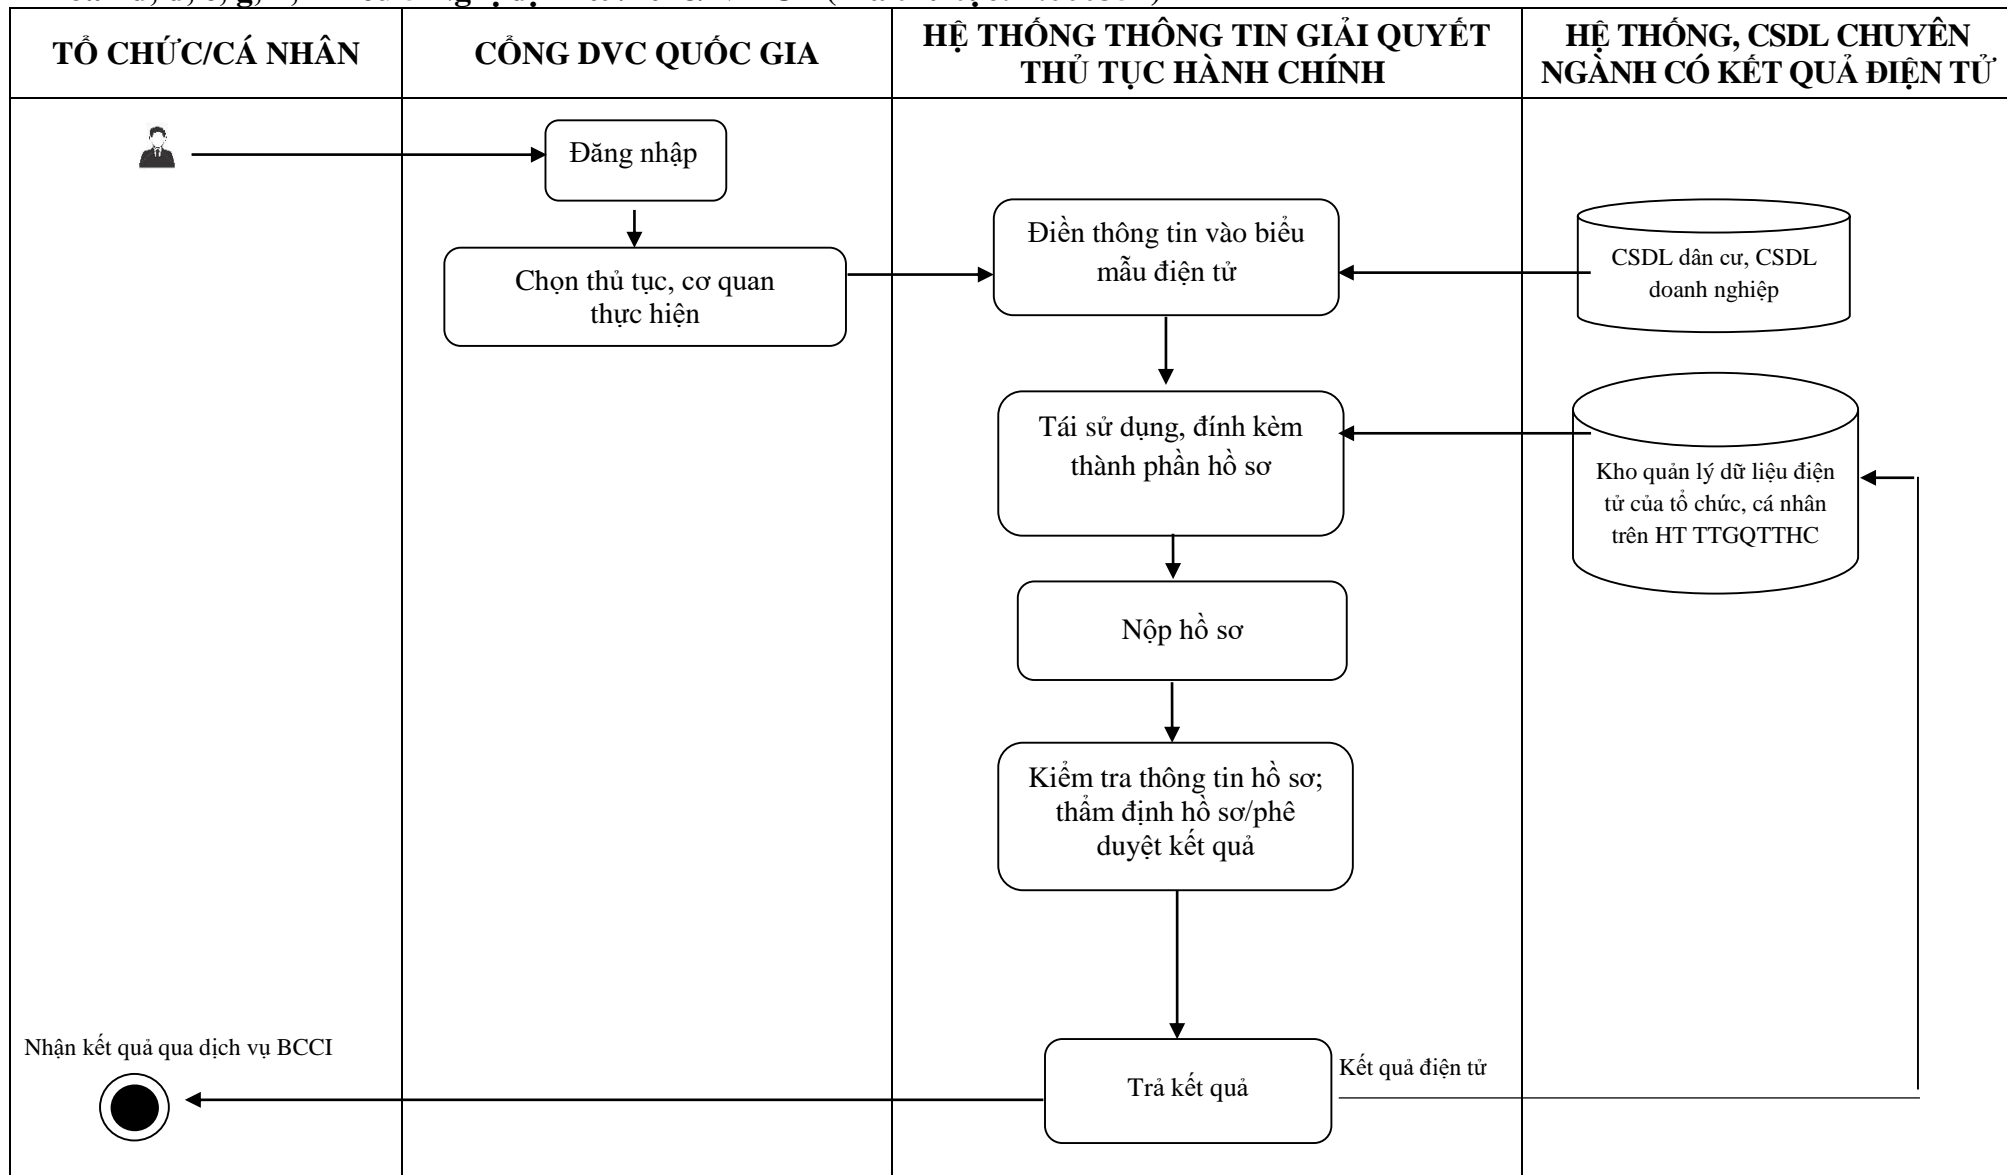 TỔ CHỨC/CÁ NHÂN
CỔNG DVC QUỐC GIA
HỆ THỐNG THÔNG TIN GIẢI QUYẾT
THỦ TỤC HÀNH CHÍNH
HỆ THỐNG, CSDL CHUYÊN
NGÀNH CÓ KẾT QUẢ ĐIỆN TỬ
Đăng nhập
Chọn thủ tục, cơ quan
thực hiện
Điền thông tin vào biểu
mẫu điện tử
CSDL dân cư, CSDL
doanh nghiệp
Tái sử dụng, đính kèm
thành phần hồ sơ
Kho quản lý dữ liệu điện
tử của tổ chức, cá nhân
trên HT TTGQTTHC
Nộp hồ sơ
Kiểm tra thông tin hồ sơ;
thẩm định hồ sơ/phê
duyệt kết quả
Nhận kết quả qua dịch vụ BCCI
Trả kết quả
Kết quả điện tử